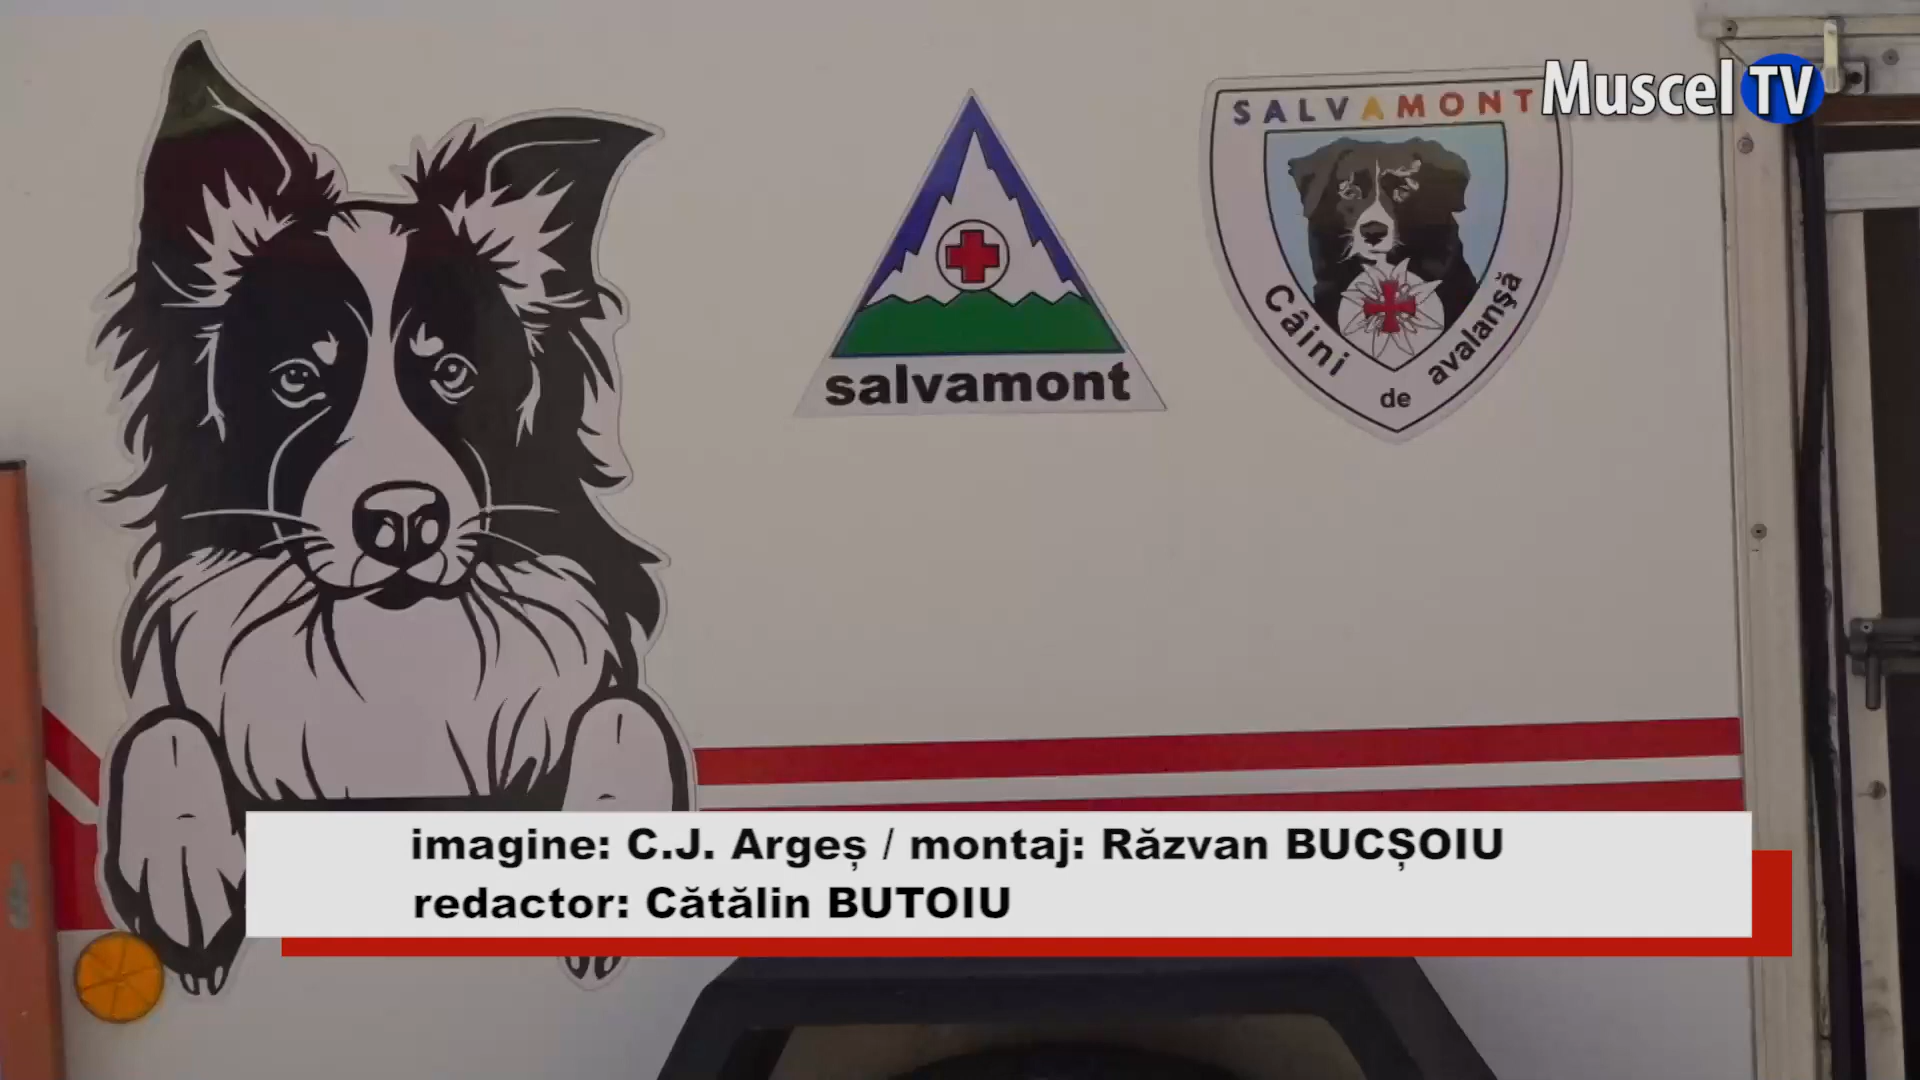 Muscel TV
SALVAMONT
Câini de avalanșă
salvamont
imagine: C.J. Argeș / montaj: Răzvan BUCȘOIU
redactor: Cătălin BUTOIU